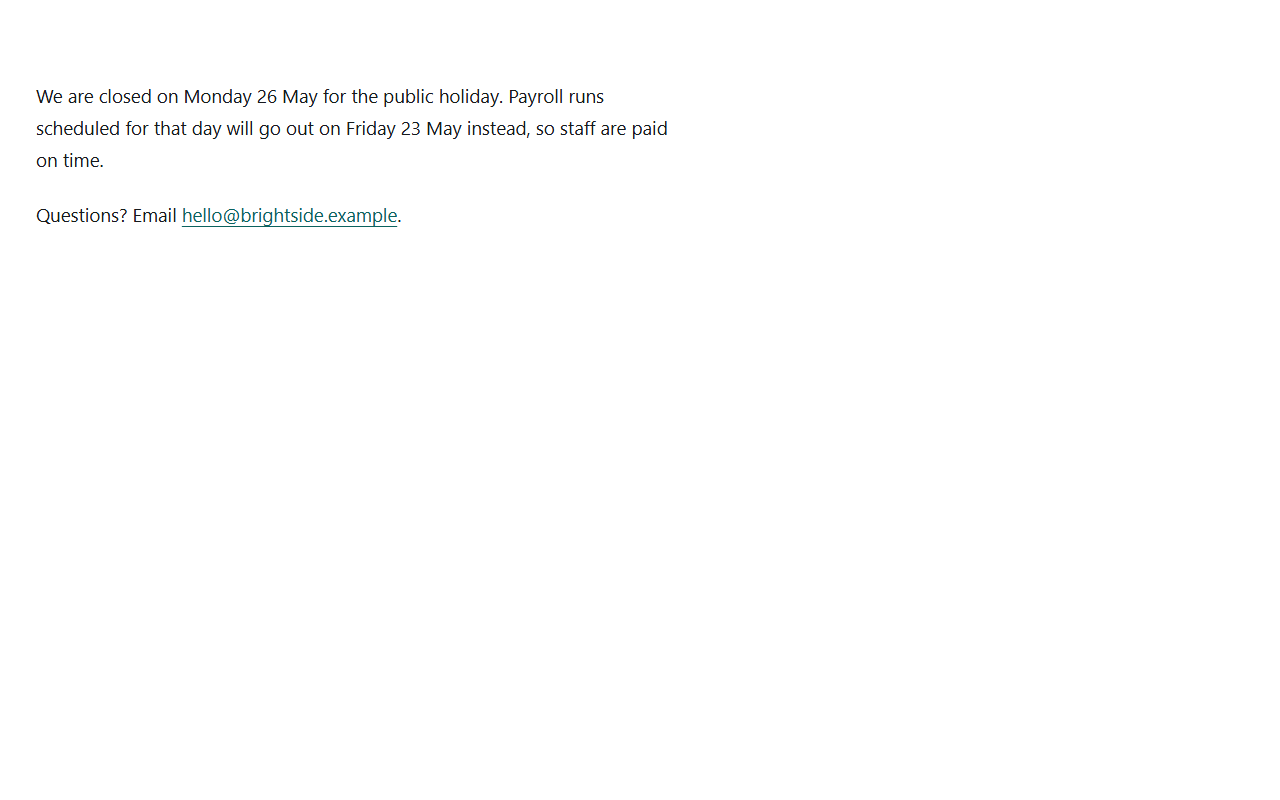 We are closed on Monday 26 May for the public holiday. Payroll runs
scheduled for that day will go out on Friday 23 May instead, so staff are paid
on time.
Questions? Email hello@brightside.example.